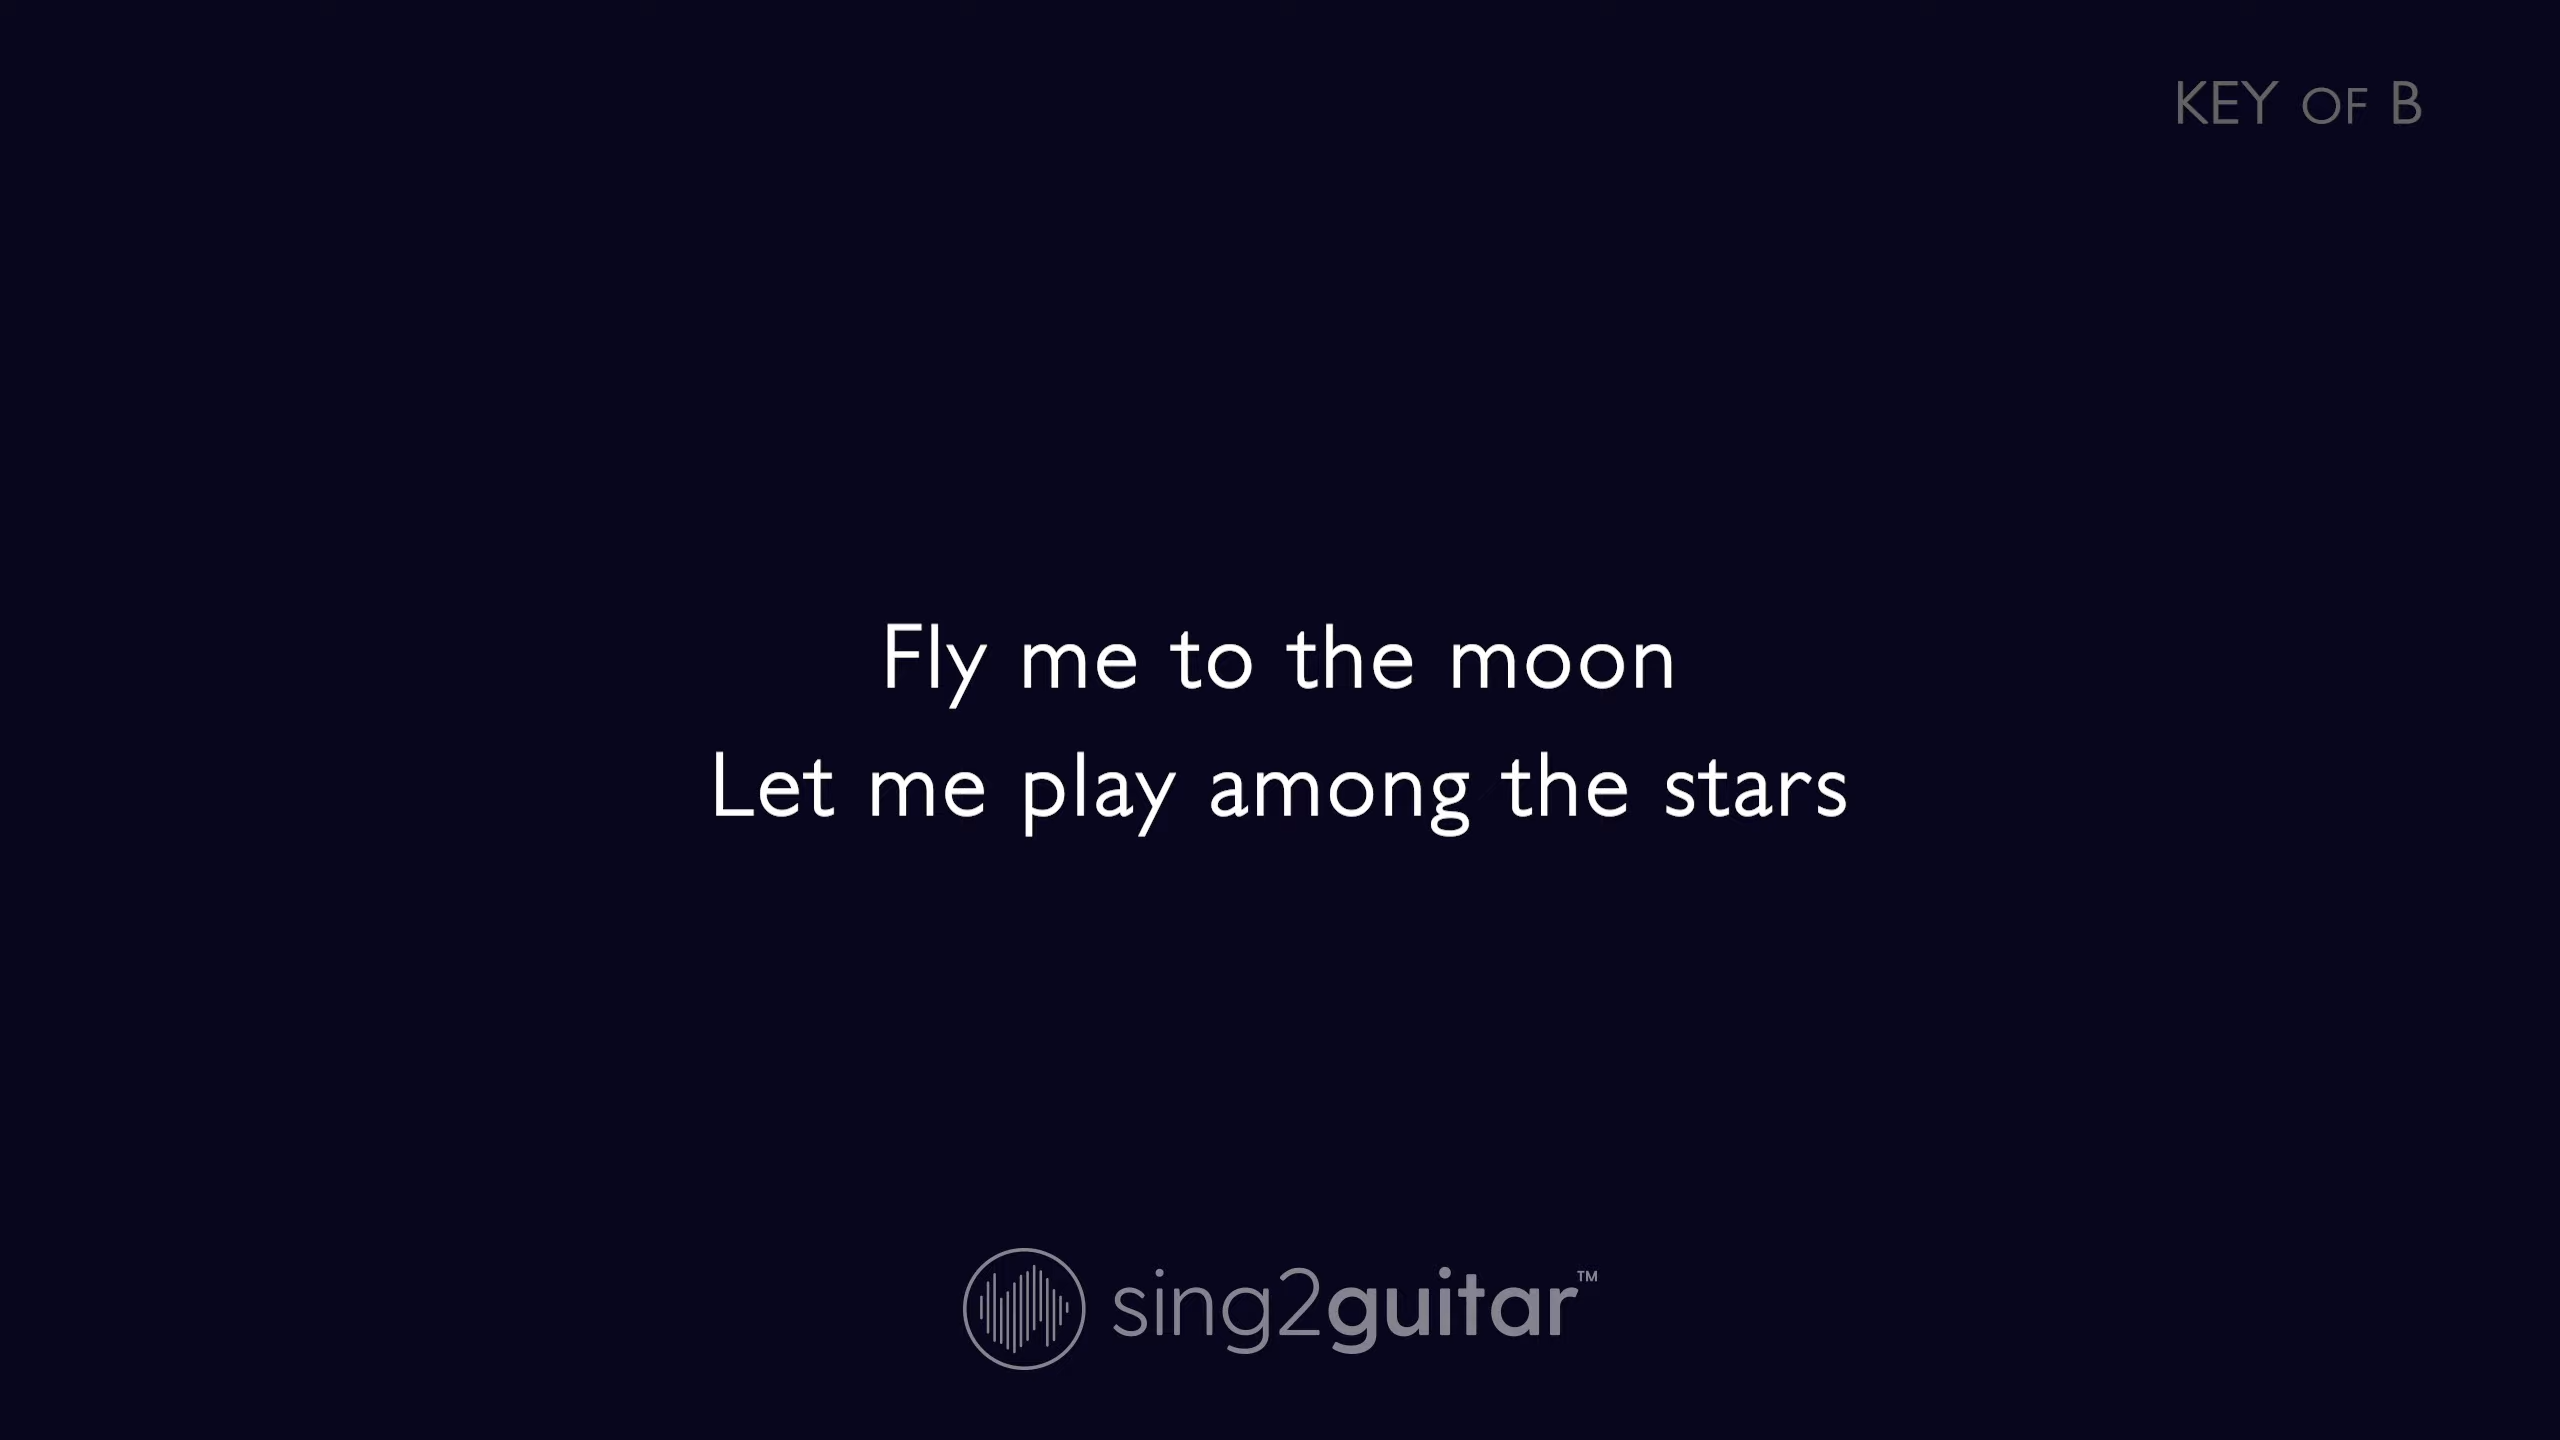 KEY OF B
Fly me to the moon
Let me play among the stars
sing2guitar™